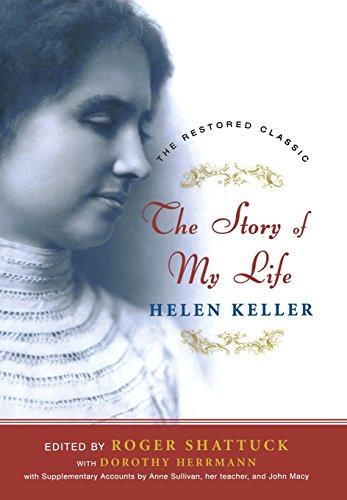 THE RESTORED CLASSIC
The Story of
My Life
HELEN KELLER
EDITED BY ROGER SHATTUCK
WITH DOROTHY HERRMANN
with Supplementary Accounts by Anne Sullivan, her teacher, and John Macy